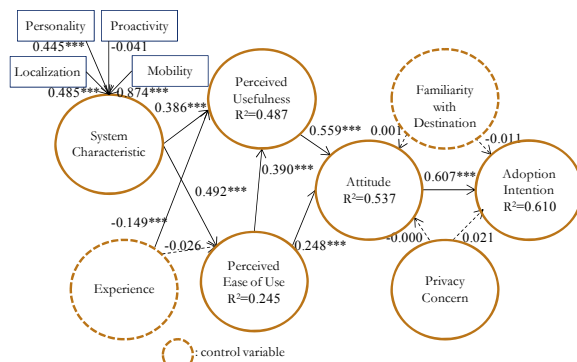 Personality
Proactivity
0.445***
-0.041
Localization
Mobility
0.485***
0.874***
System
Characteristic
0.386***
Perceived
Usefulness
R²=0.487
Familiarity
with
Destination
0.559***
0.001
-0.011
0.390***
0.492***
Attitude
R²=0.537
0.607***
Adoption
Intention
R²=0.610
-0.149***
-0.026
0.248***
-0.000
0.021
Experience
Perceived
Ease of Use
R²=0.245
Privacy
Concern
: control variable